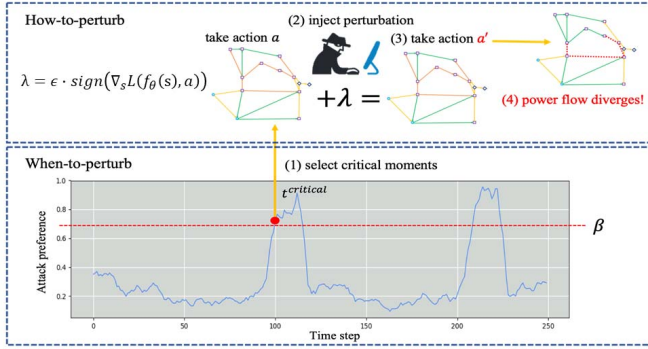 How-to-perturb
(2) inject perturbation
take action a
(3) take action a′
λ = ϵ · sign(∇ₛL(f_θ(s), a))
+λ =
(4) power flow diverges!
When-to-perturb
(1) select critical moments
t^critical
1.0
0.8
0.6
0.4
0.2
β
Attack preference
0
50
100
150
200
250
Time step